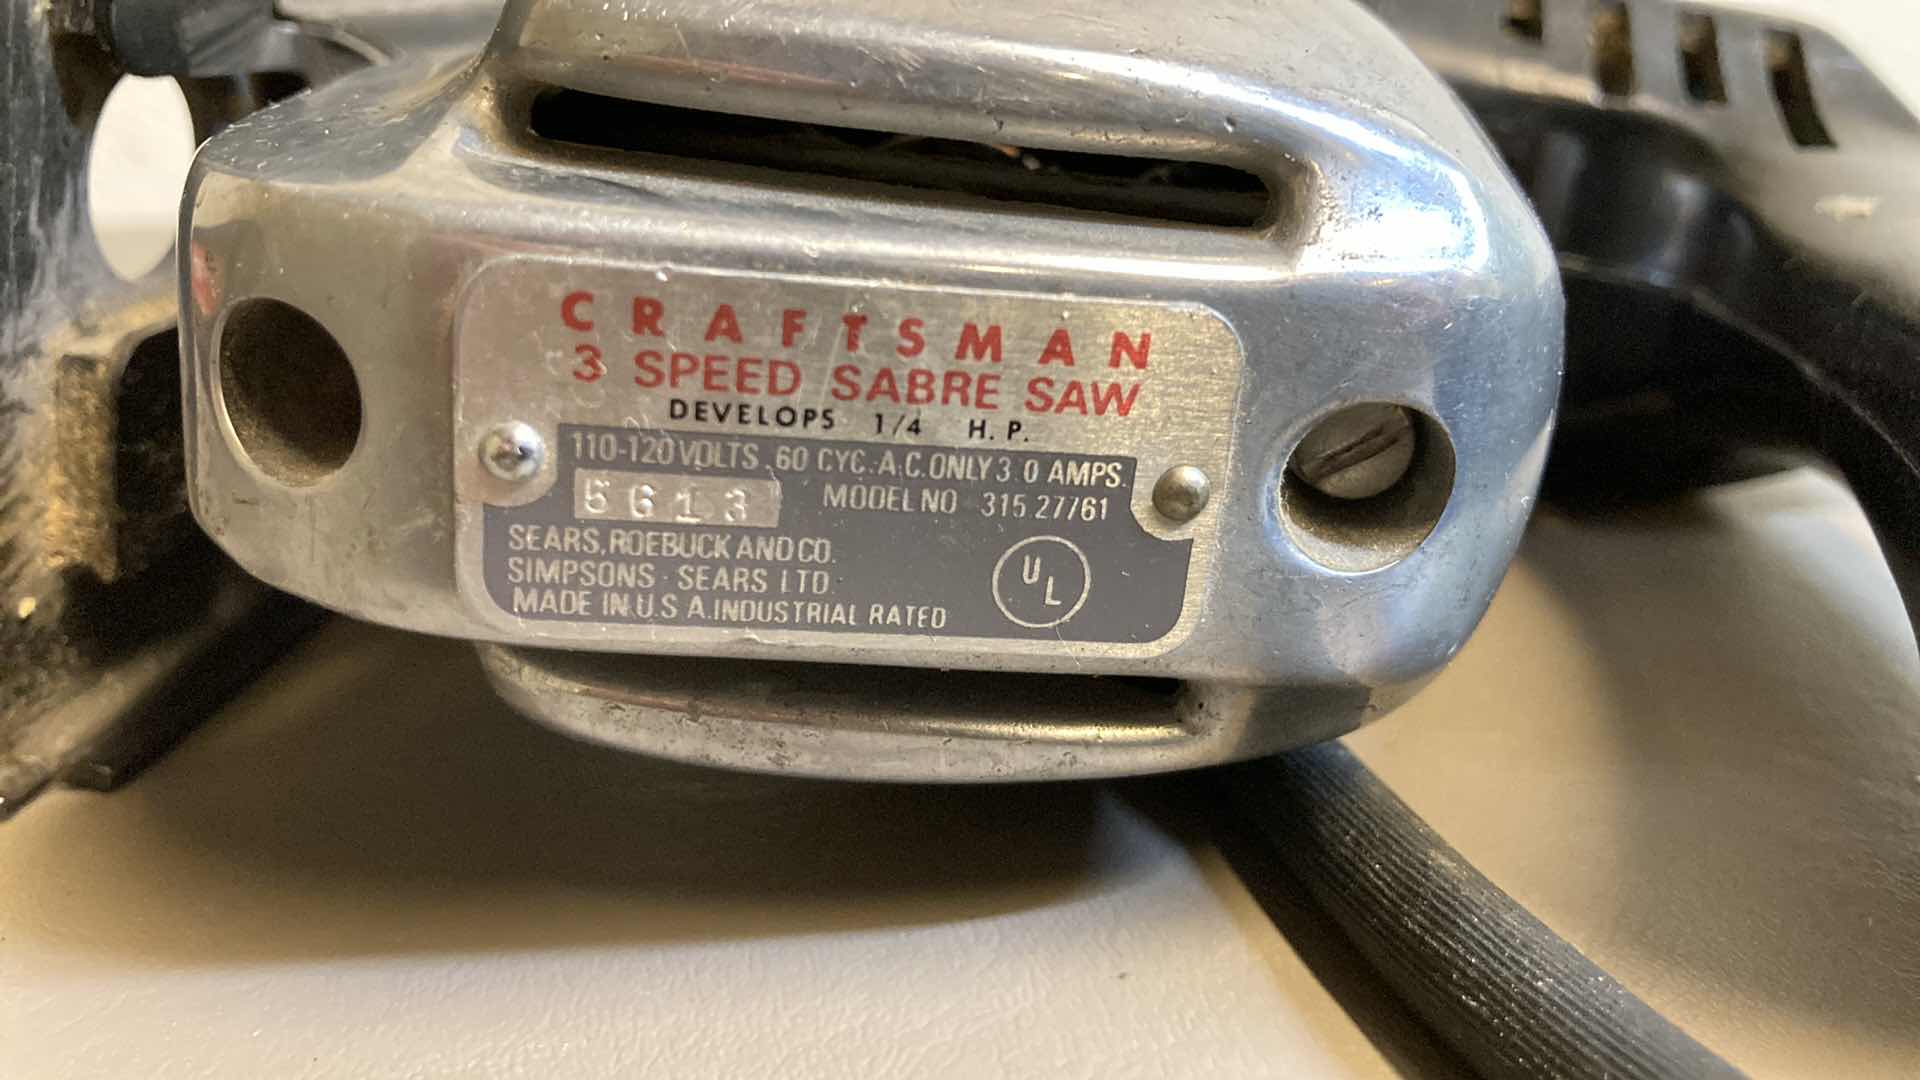 CRAFTSMAN
3 SPEED SABRE SAW
DEVELOPS 1/4 H.P.
110-120 VOLTS, 60 CYC. A.C. ONLY 3.0 AMPS.
5613 MODEL NO 315 27761
SEARS, ROEBUCK AND CO.
SIMPSONS - SEARS LTD.
MADE IN U.S.A. INDUSTRIAL RATED
UL